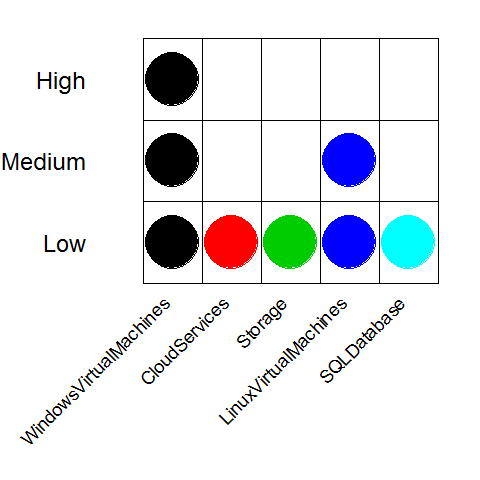 High
Medium
Low
WindowsVirtualMachines
CloudServices
Storage
LinuxVirtualMachines
SQLDatabase